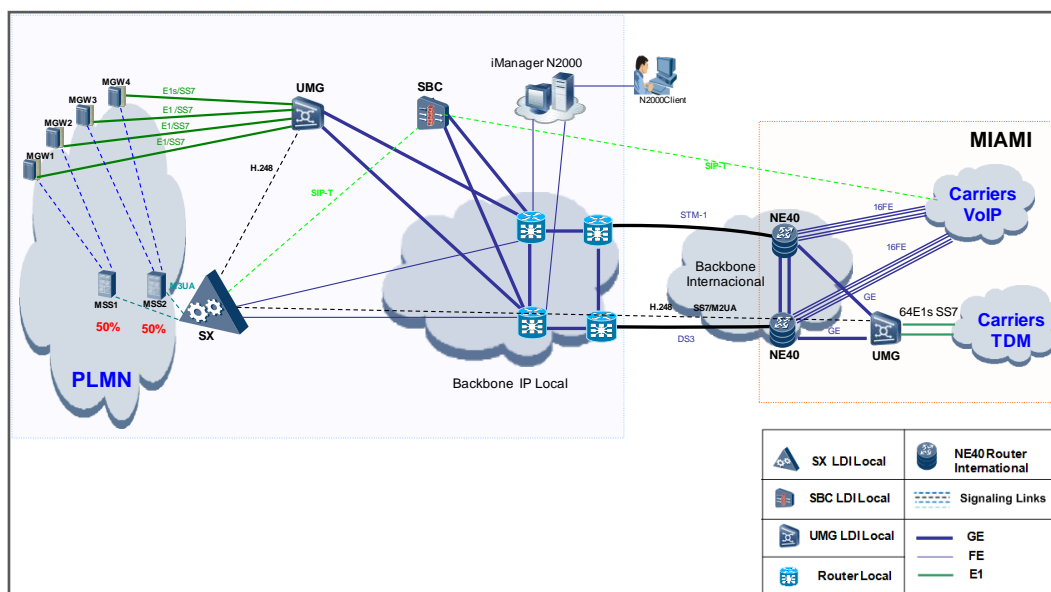 MGW4
MGW3
MGW2
MGW1
E1s/SS7
E1/SS7
E1/SS7
E1/SS7
UMG
SBC
iManager N2000
N2000Client
H.248
SIP-T
SIP-T
MIAMI
Carriers
VoIP
16FE
16FE
NE40
STM-1
Backbone
Internacional
MSS1
MSS2
M3UA
50%
50%
SX
PLMN
Backbone IP Local
H.248
SS7/M2UA
DS3
NE40
GE
GE
UMG
64E1s SS7
Carriers
TDM
SX LDI Local
NE40 Router
International
SBC LDI Local
Signaling Links
UMG LDI Local
GE
FE
E1
Router Local